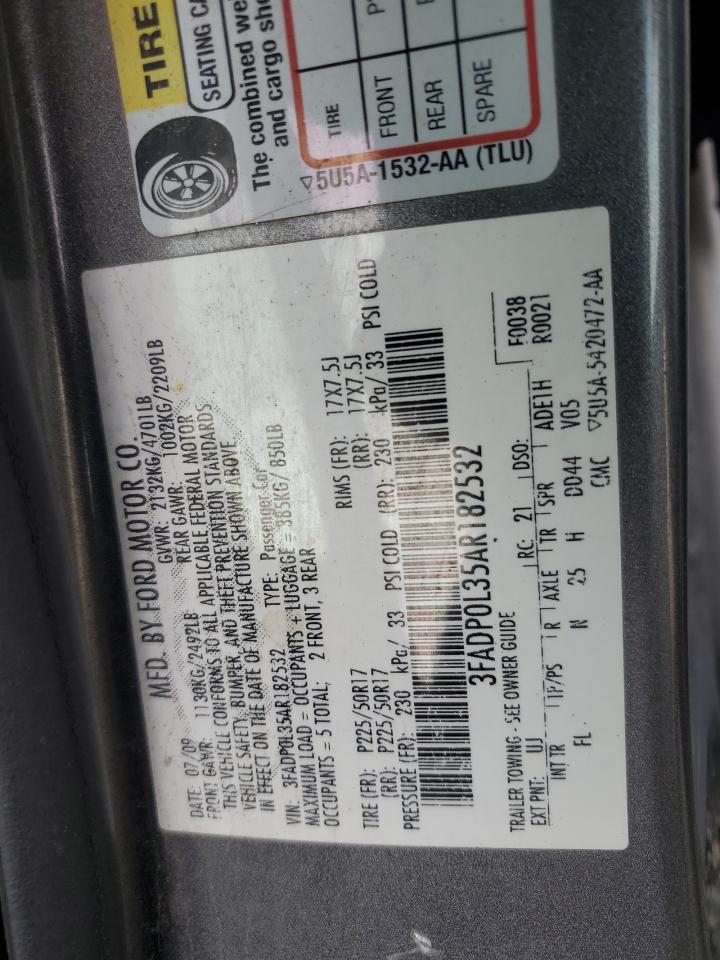 TIRE
SEATING CA
The combined we
and cargo sho
TIRE
FRONT P
REAR
SPARE
▽5U5A-1532-AA (TLU)
MFD. BY FORD MOTOR CO.
DATE: 07/09 GVWR: 2132KG/4701LB
FRONT GAWR: 1130KG/2492LB REAR GAWR: 1002KG/2209LB
THIS VEHICLE CONFORMS TO ALL APPLICABLE FEDERAL MOTOR
VEHICLE SAFETY, BUMPER, AND THEFT PREVENTION STANDARDS
IN EFFECT ON THE DATE OF MANUFACTURE SHOWN ABOVE
VIN: 3FADP0L35AR182532 TYPE: Passenger Car
MAXIMUM LOAD = OCCUPANTS + LUGGAGE = 385KG/ 850LB
OCCUPANTS = 5 TOTAL; 2 FRONT, 3 REAR
TIRE (FR): P225/50R17 RIMS (FR): 17X7.5J
(RR): P225/50R17 (RR): 17X7.5J
PRESSURE (FR): 230 kPa/ 33 PSI COLD (RR): 230 kPa/ 33 PSI COLD
3FADP0L35AR182532
TRAILER TOWING - SEE OWNER GUIDE F0038
EXT PNT: UJ RC: 21 DSO: R0021
INT TR TP/PS R AXLE TR SPR ADE1H
FL N 25 H DD44 V05
CMC ▽5U5A-5420472-AA